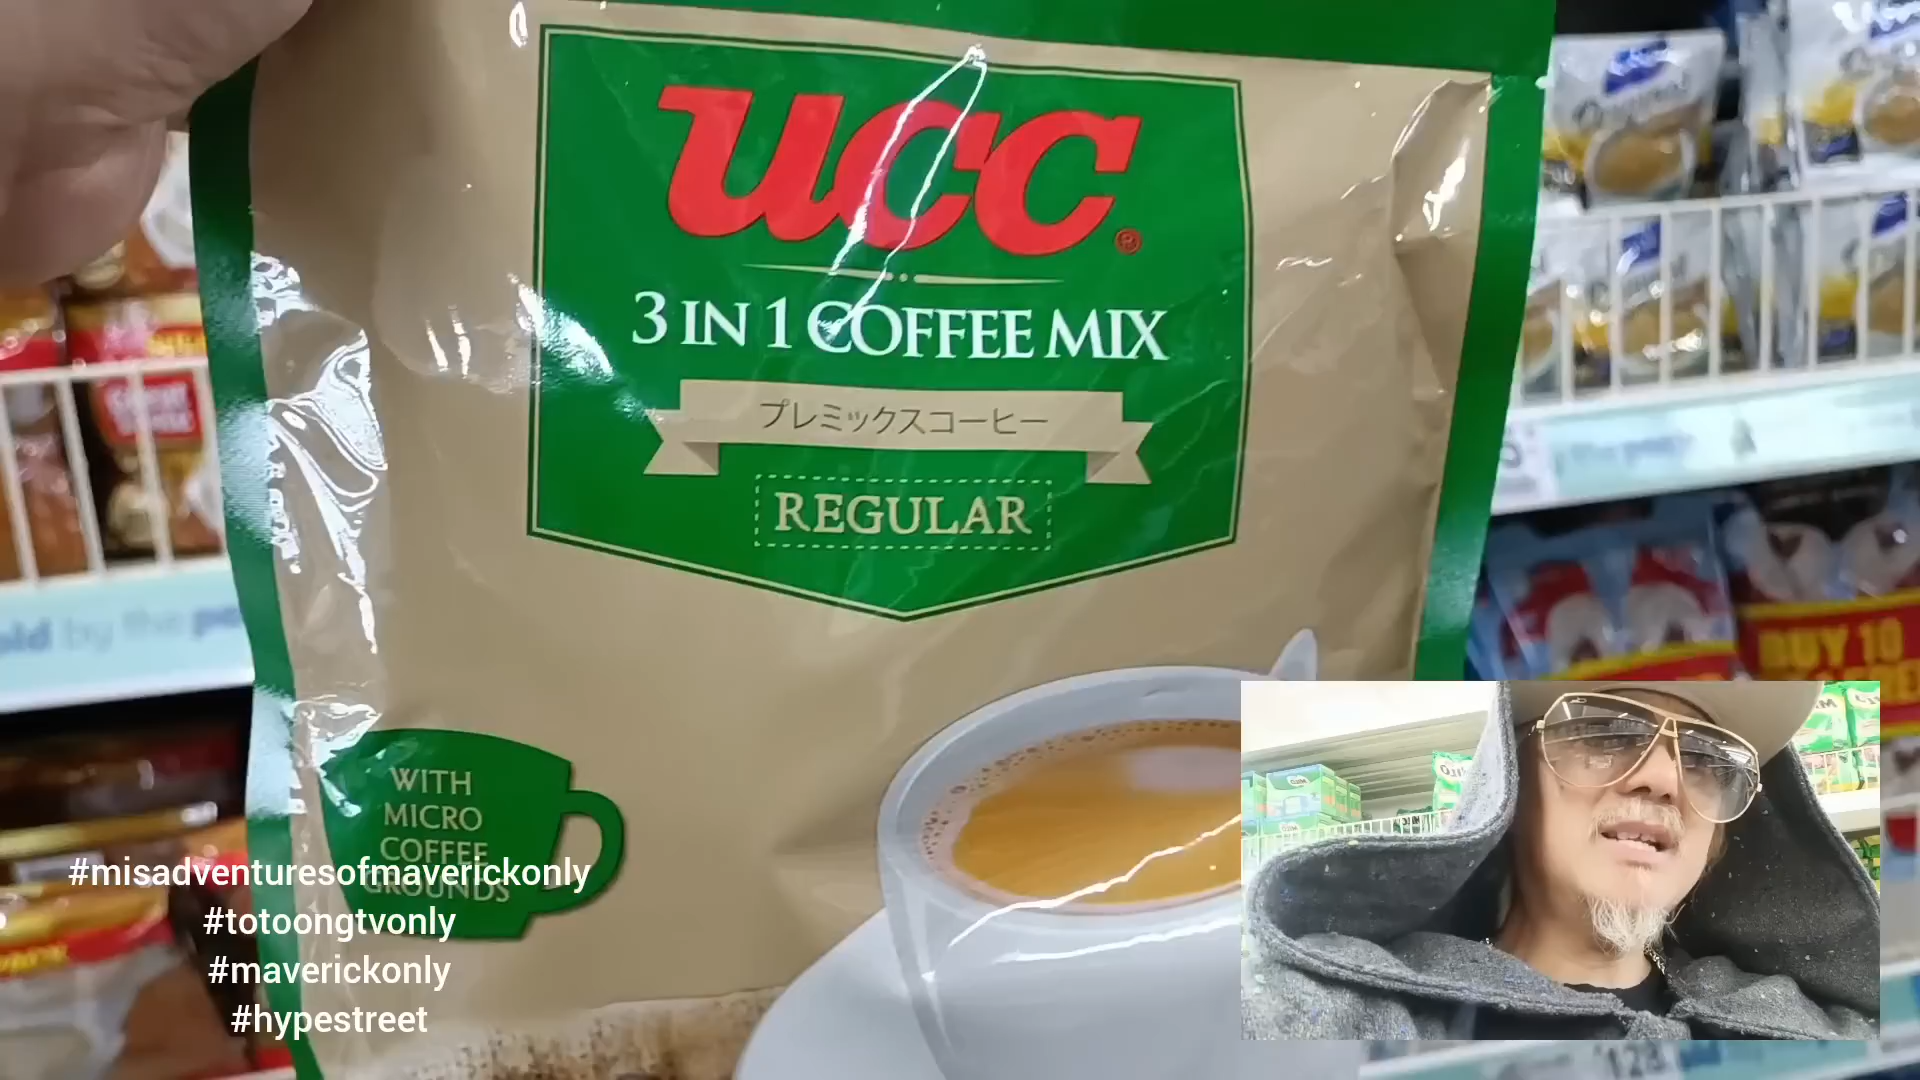 ucc®
3 IN 1 COFFEE MIX
プレミックスコーヒー
REGULAR
WITH
MICRO
COFFEE
GROUNDS
#misadventuresofmaverickonly
#totoongtvonly
#maverickonly
#hypestreet
BUY 10